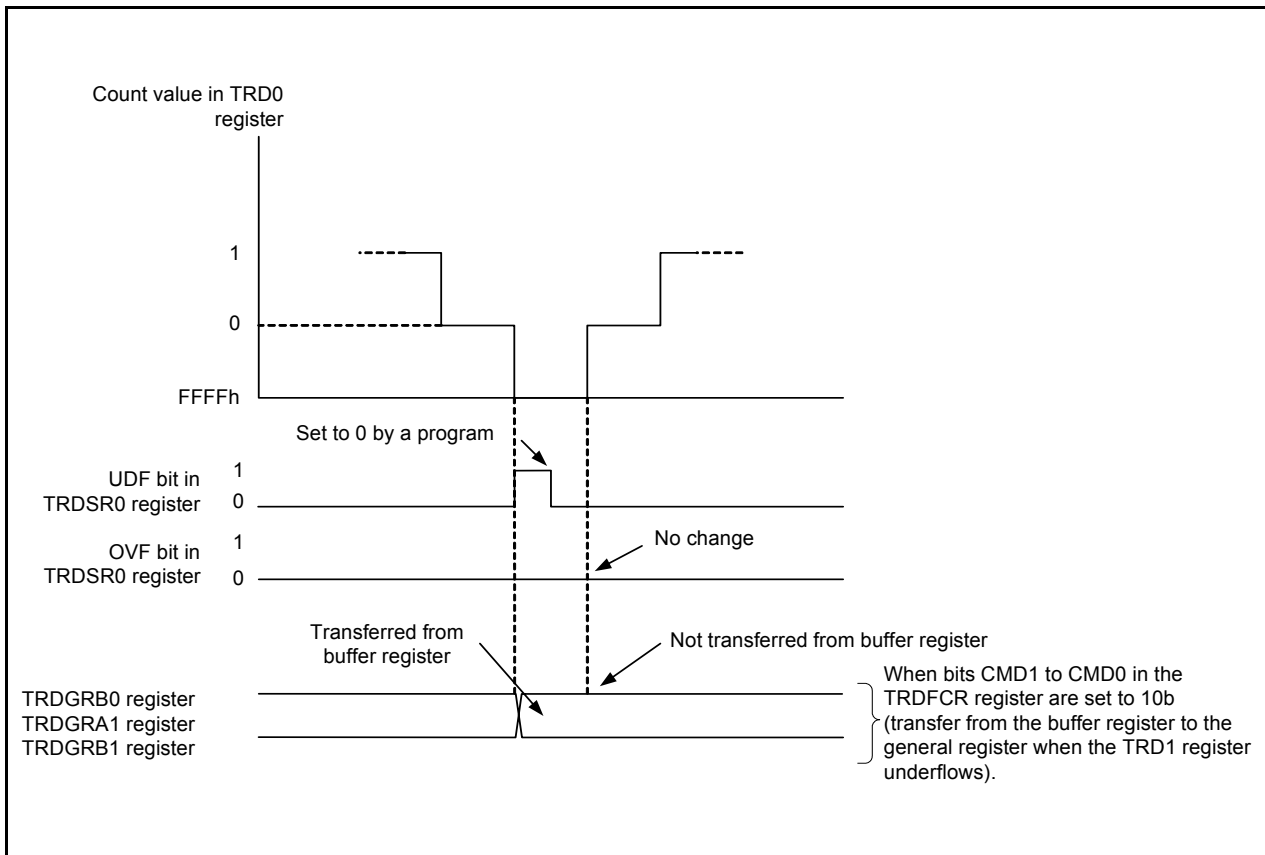 Count value in TRD0
register
1
0
FFFFh
Set to 0 by a program
UDF bit in
TRDSR0 register
1
0
No change
OVF bit in
TRDSR0 register
1
0
Transferred from
buffer register
Not transferred from buffer register
TRDGRB0 register
TRDGRA1 register
TRDGRB1 register
When bits CMD1 to CMD0 in the
TRDFCR register are set to 10b
(transfer from the buffer register to the
general register when the TRD1 register
underflows).